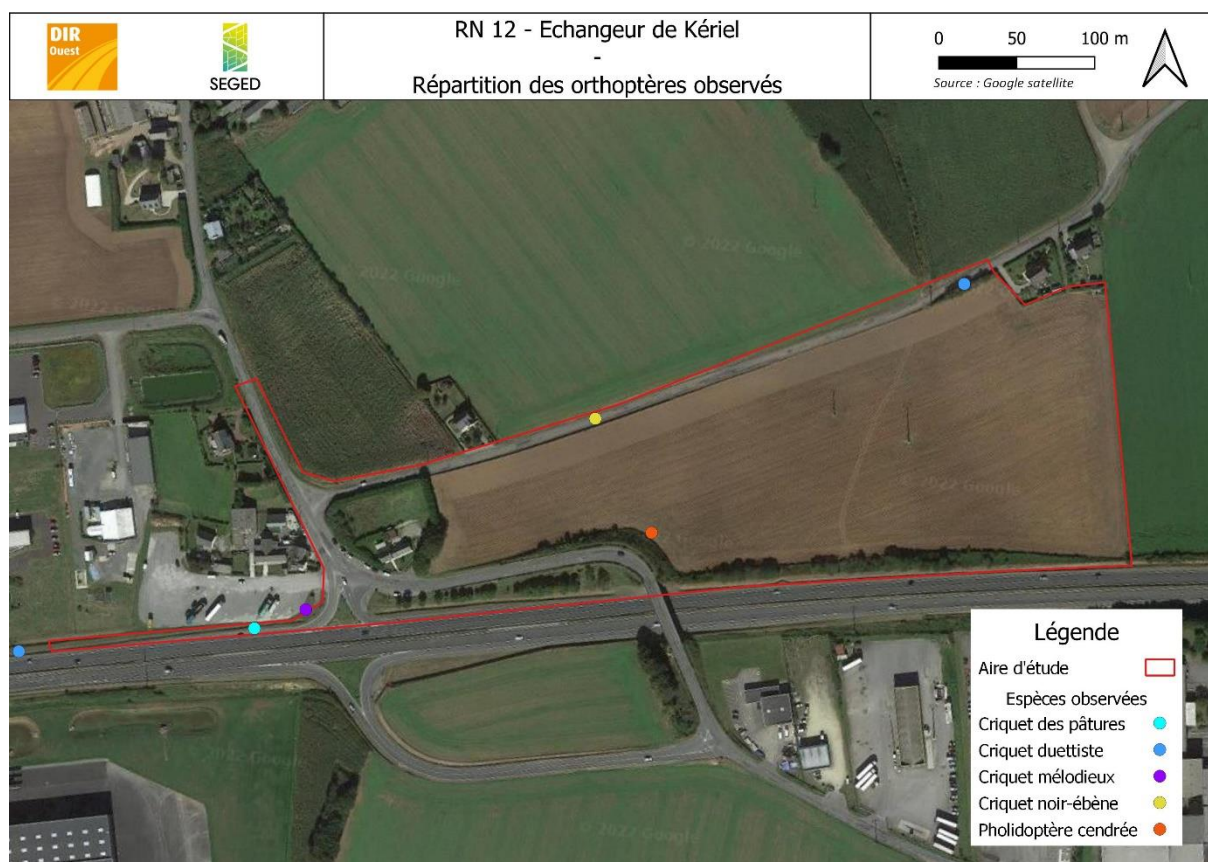 DIR
Ouest
SEGED
RN 12 - Echangeur de Kériel
-
Répartition des orthoptères observés
0 50 100 m
Source : Google satellite
© 2022 Google
2022 Google
© 2022 Google
© 2022 Google
© 2022 Google
Légende
Aire d'étude
Espèces observées
Criquet des pâtures
Criquet duettiste
Criquet mélodieux
Criquet noir-ébène
Pholidoptère cendrée